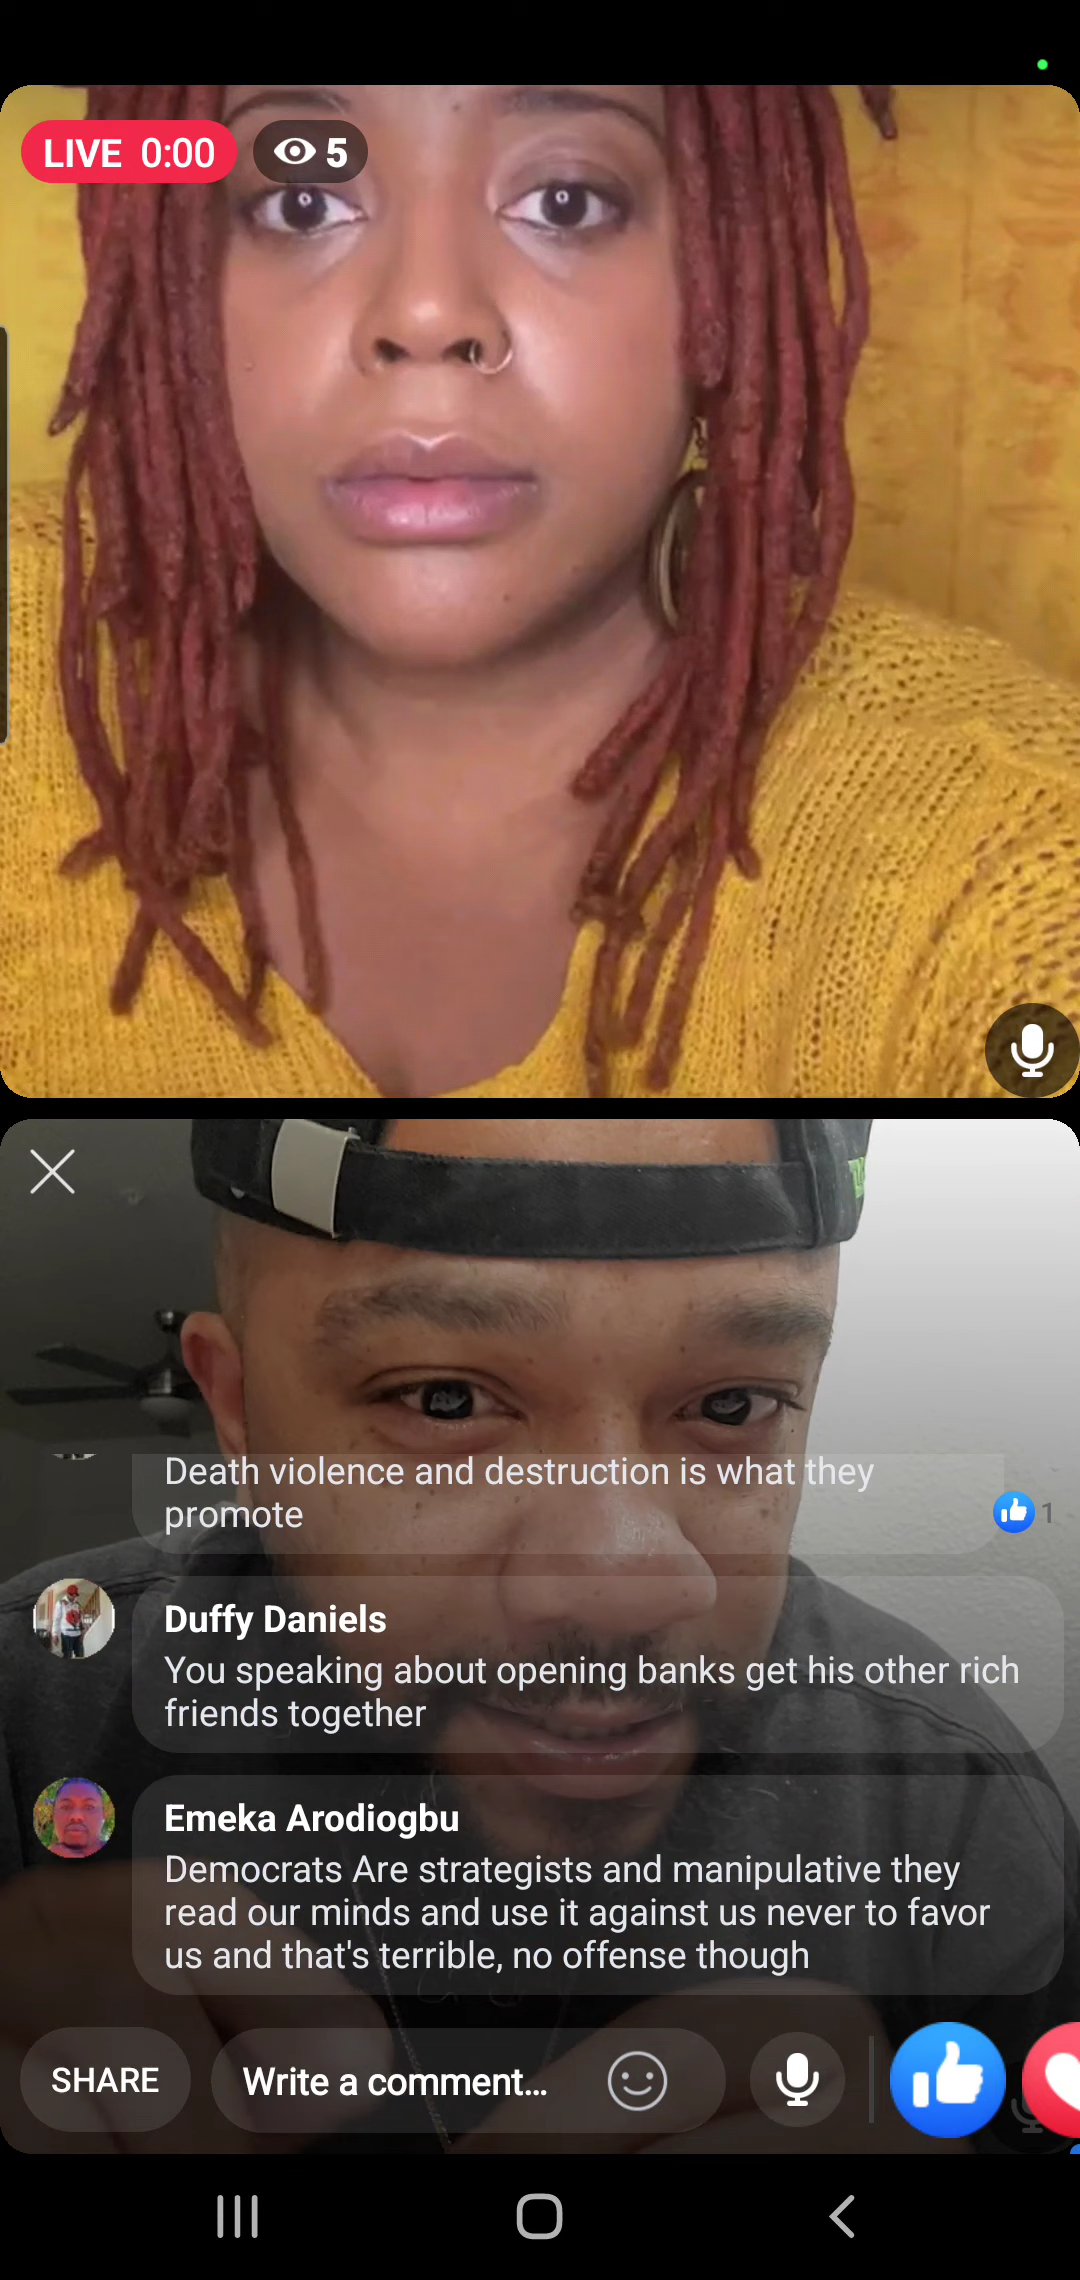 LIVE 0:00
5
Death violence and destruction is what they
promote
1
Duffy Daniels
You speaking about opening banks get his other rich
friends together
Emeka Arodiogbu
Democrats Are strategists and manipulative they
read our minds and use it against us never to favor
us and that's terrible, no offense though
SHARE
Write a comment...